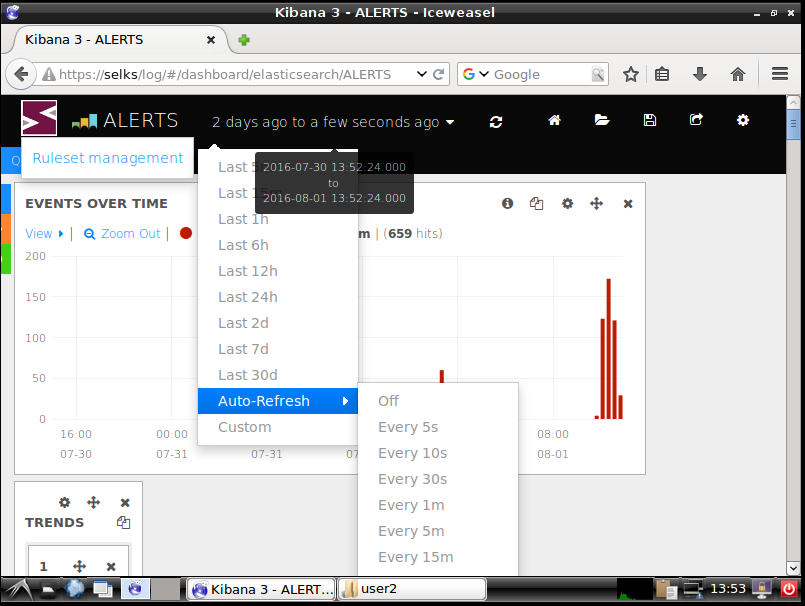 Kibana 3 - ALERTS - Iceweasel
Kibana 3 - ALERTS
https://selks/log/#/dashboard/elasticsearch/ALERTS
Google
ALERTS
2 days ago to a few seconds ago
Ruleset management
2016-07-30 13:52:24.000
to
2016-08-01 13:52:24.000
Last
Last 15m
Last 1h
Last 6h
Last 12h
Last 24h
Last 2d
Last 7d
Last 30d
Auto-Refresh
Custom
Off
Every 5s
Every 10s
Every 30s
Every 1m
Every 5m
Every 15m
EVENTS OVER TIME
View | Zoom Out |
m | (659 hits)
200
150
100
50
0
16:00 00:00 08:00
07-30 07-31 07-31 08-01
TRENDS
1
Kibana 3 - ALERT...
user2
13:53